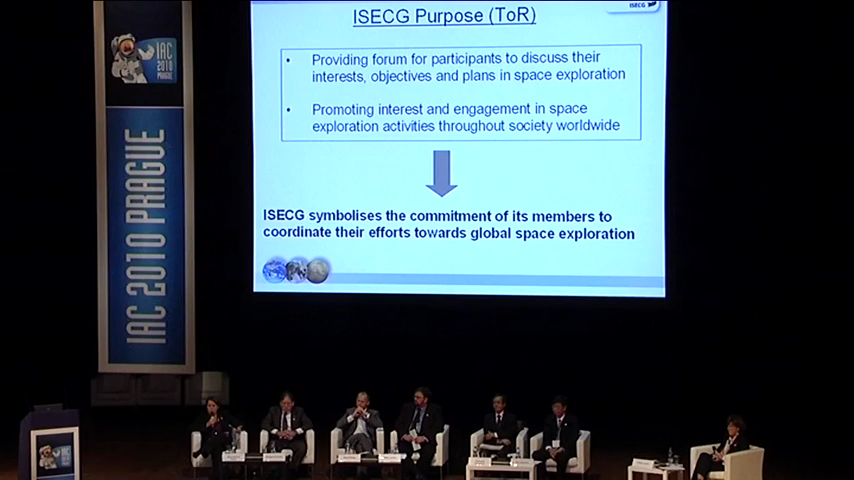 ISECG Purpose (ToR)
ISECG
• Providing forum for participants to discuss their
interests, objectives and plans in space exploration
• Promoting interest and engagement in space
exploration activities throughout society worldwide
ISECG symbolises the commitment of its members to
coordinate their efforts towards global space exploration
IAC
2010
PRAGUE
IAC 2010 PRAGUE